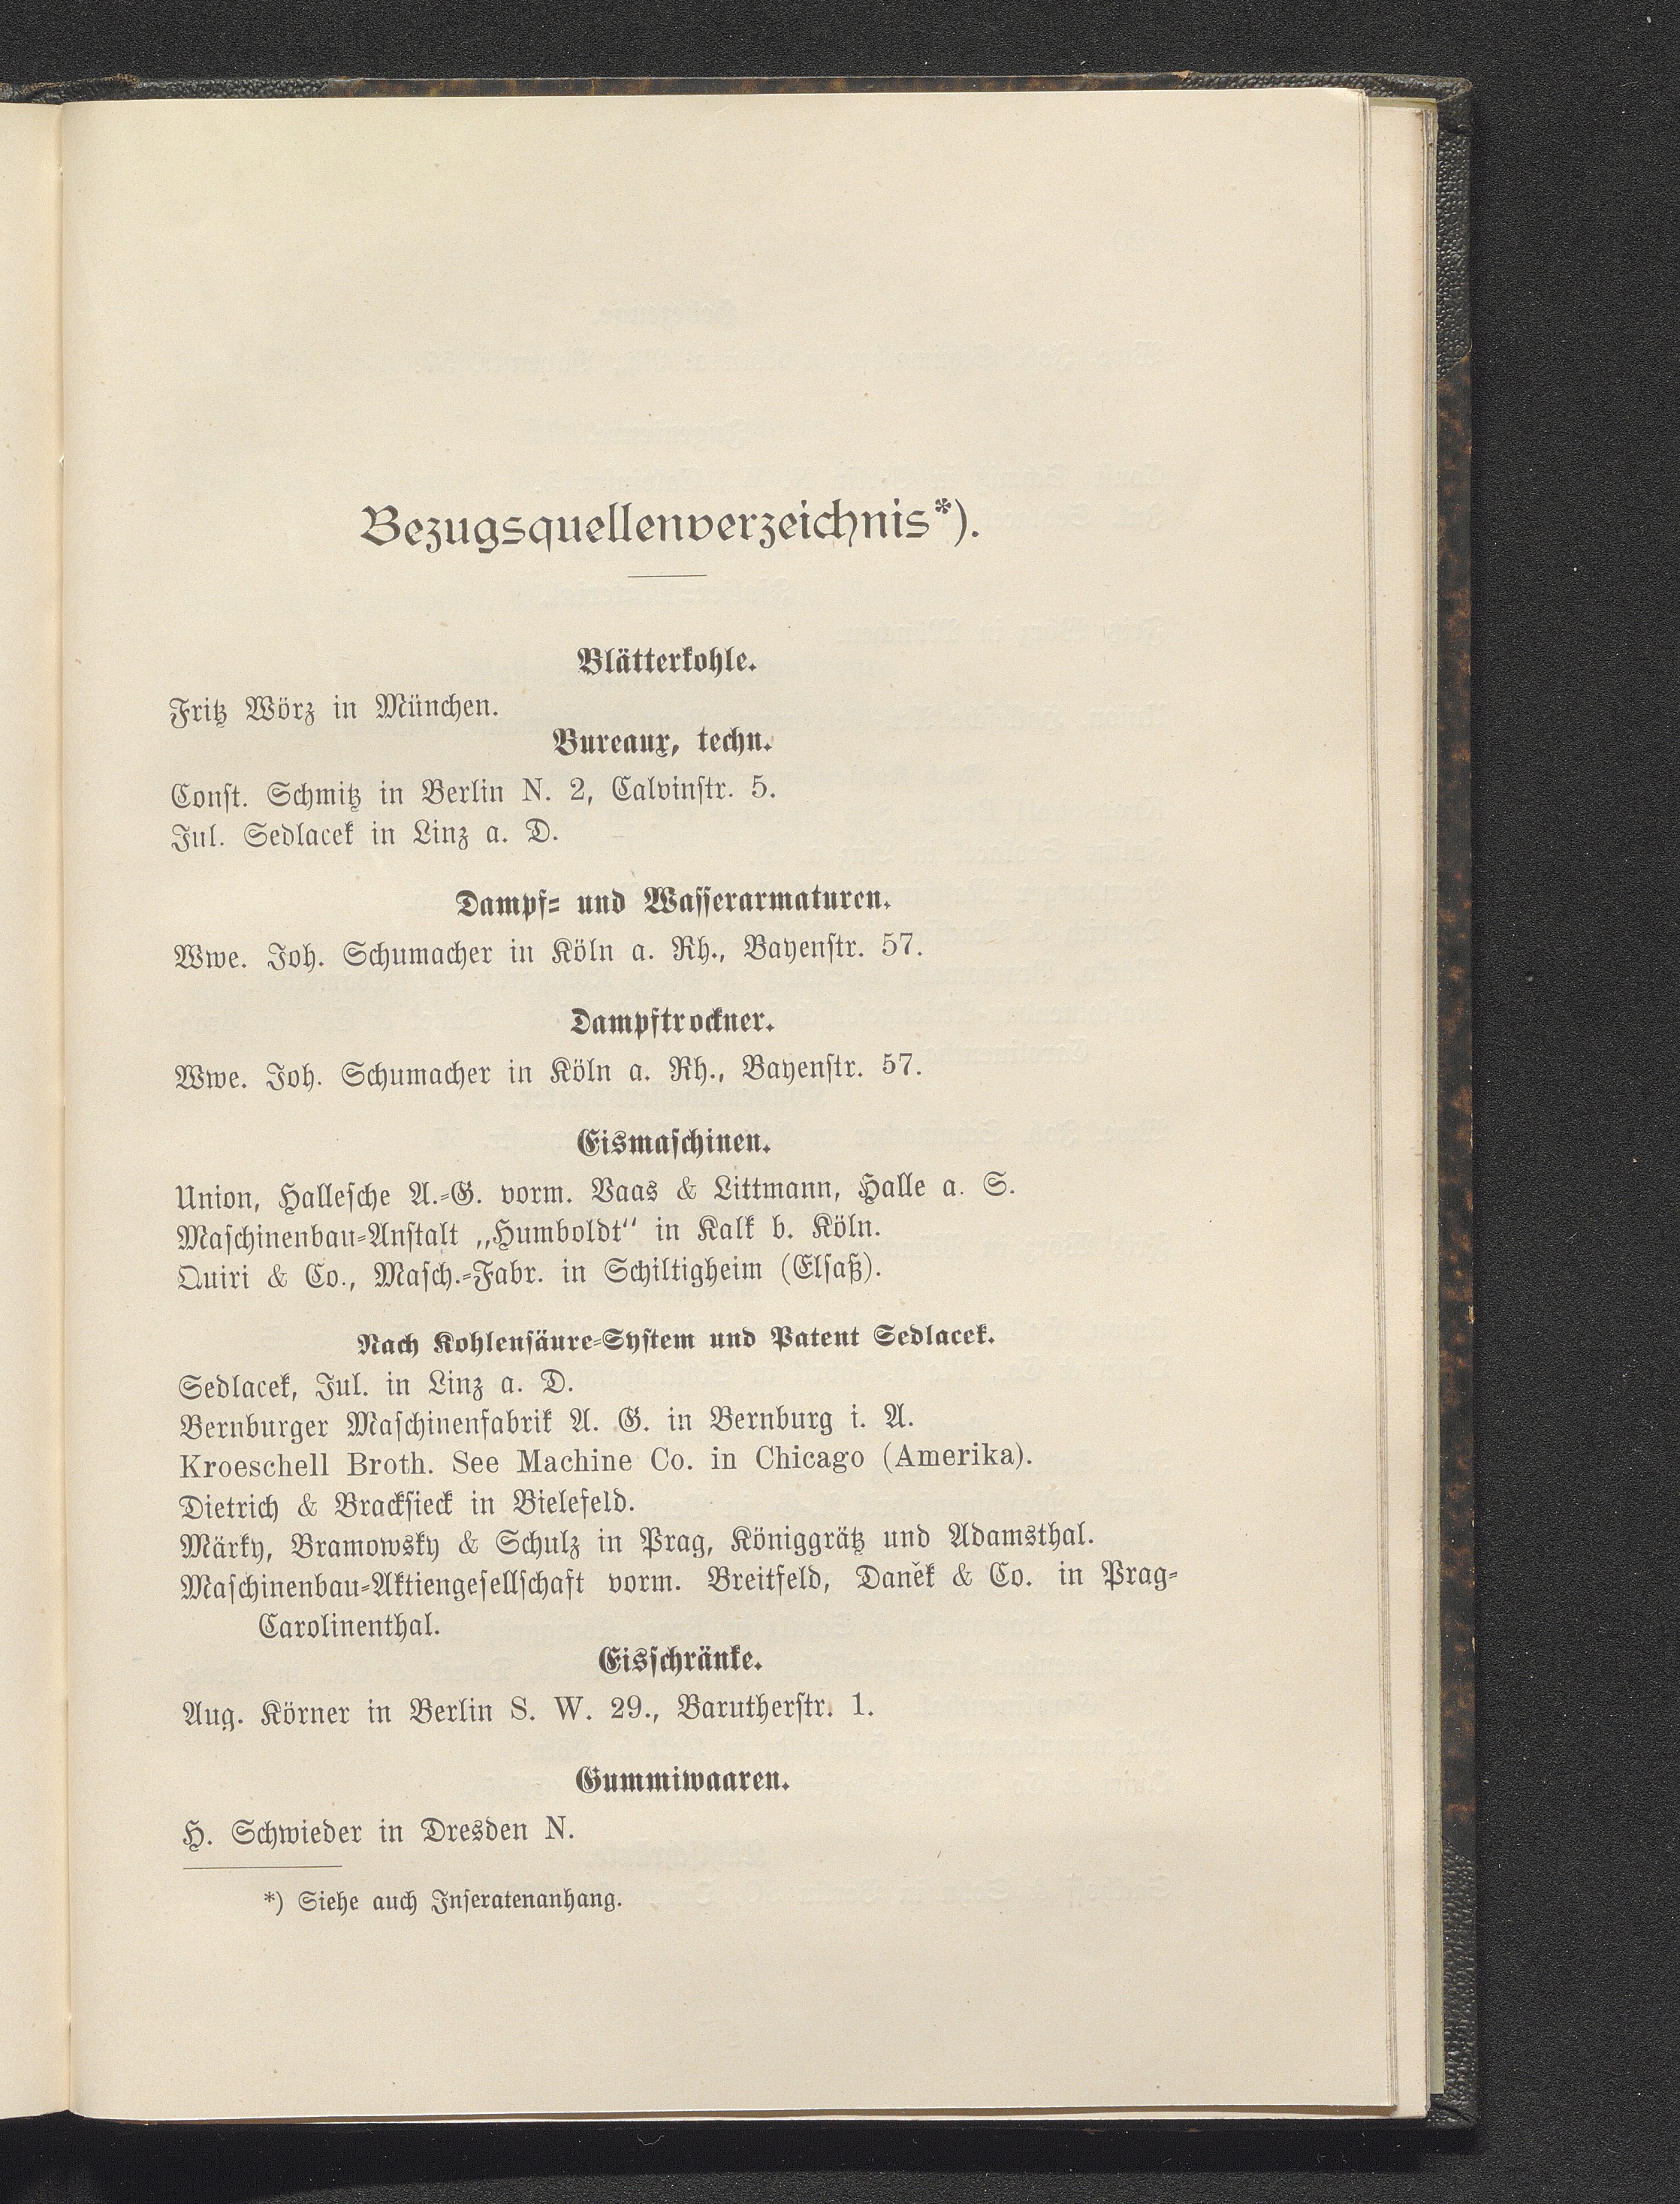 Bezugsquellenverzeichnis*).
Blätterkohle.
Fritz Wörz in München.
Bureaux, techn.
Const. Schmitz in Berlin N. 2, Calvinstr. 5.
Jul. Sedlacek in Linz a. D.
Dampf- und Wasserarmaturen.
Wwe. Joh. Schumacher in Köln a. Rh., Bayenstr. 57.
Dampftrockner.
Wwe. Joh. Schumacher in Köln a. Rh., Bayenstr. 57.
Eismaschinen.
Union, Hallesche A.-G. vorm. Vaas & Littmann, Halle a. S.
Maschinenbau-Anstalt „Humboldt“ in Kalk b. Köln.
Quiri & Co., Masch.-Fabr. in Schiltigheim (Elsaß).
Nach Kohlensäure-System und Patent Sedlacek.
Sedlacek, Jul. in Linz a. D.
Bernburger Maschinenfabrik A. G. in Bernburg i. A.
Kroeschell Broth. See Machine Co. in Chicago (Amerika).
Dietrich & Bracksieck in Bielefeld.
Märky, Bramowsky & Schulz in Prag, Königgrätz und Adamsthal.
Maschinenbau-Aktiengesellschaft vorm. Breitfeld, Daněk & Co. in Prag-
Carolinenthal.
Eisschränke.
Aug. Körner in Berlin S. W. 29., Barutherstr. 1.
Gummiwaaren.
H. Schwieder in Dresden N.
*) Siehe auch Inseratenanhang.